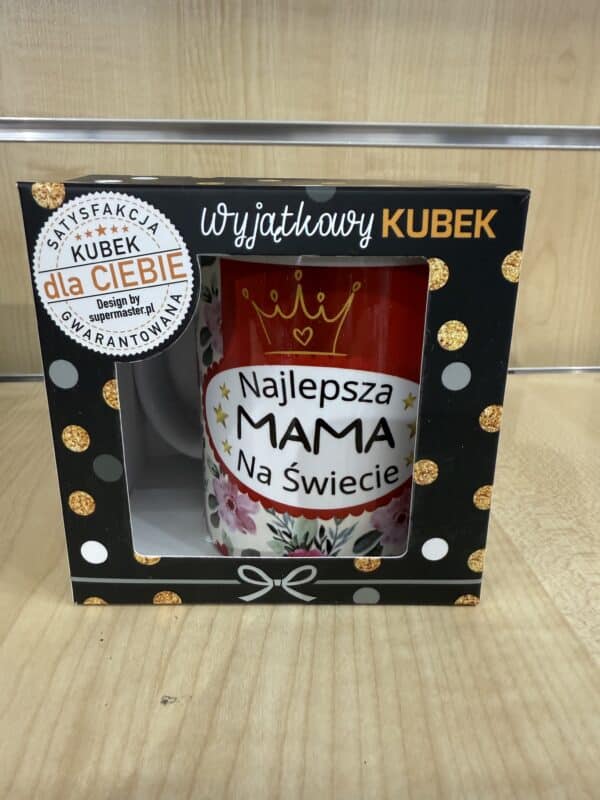 SATYSFAKCJA
KUBEK
dla CIEBIE
Design by
supermaster.pl
GWARANTOWANA
wyjątkowy KUBEK
Najlepsza
MAMA
Na Świecie